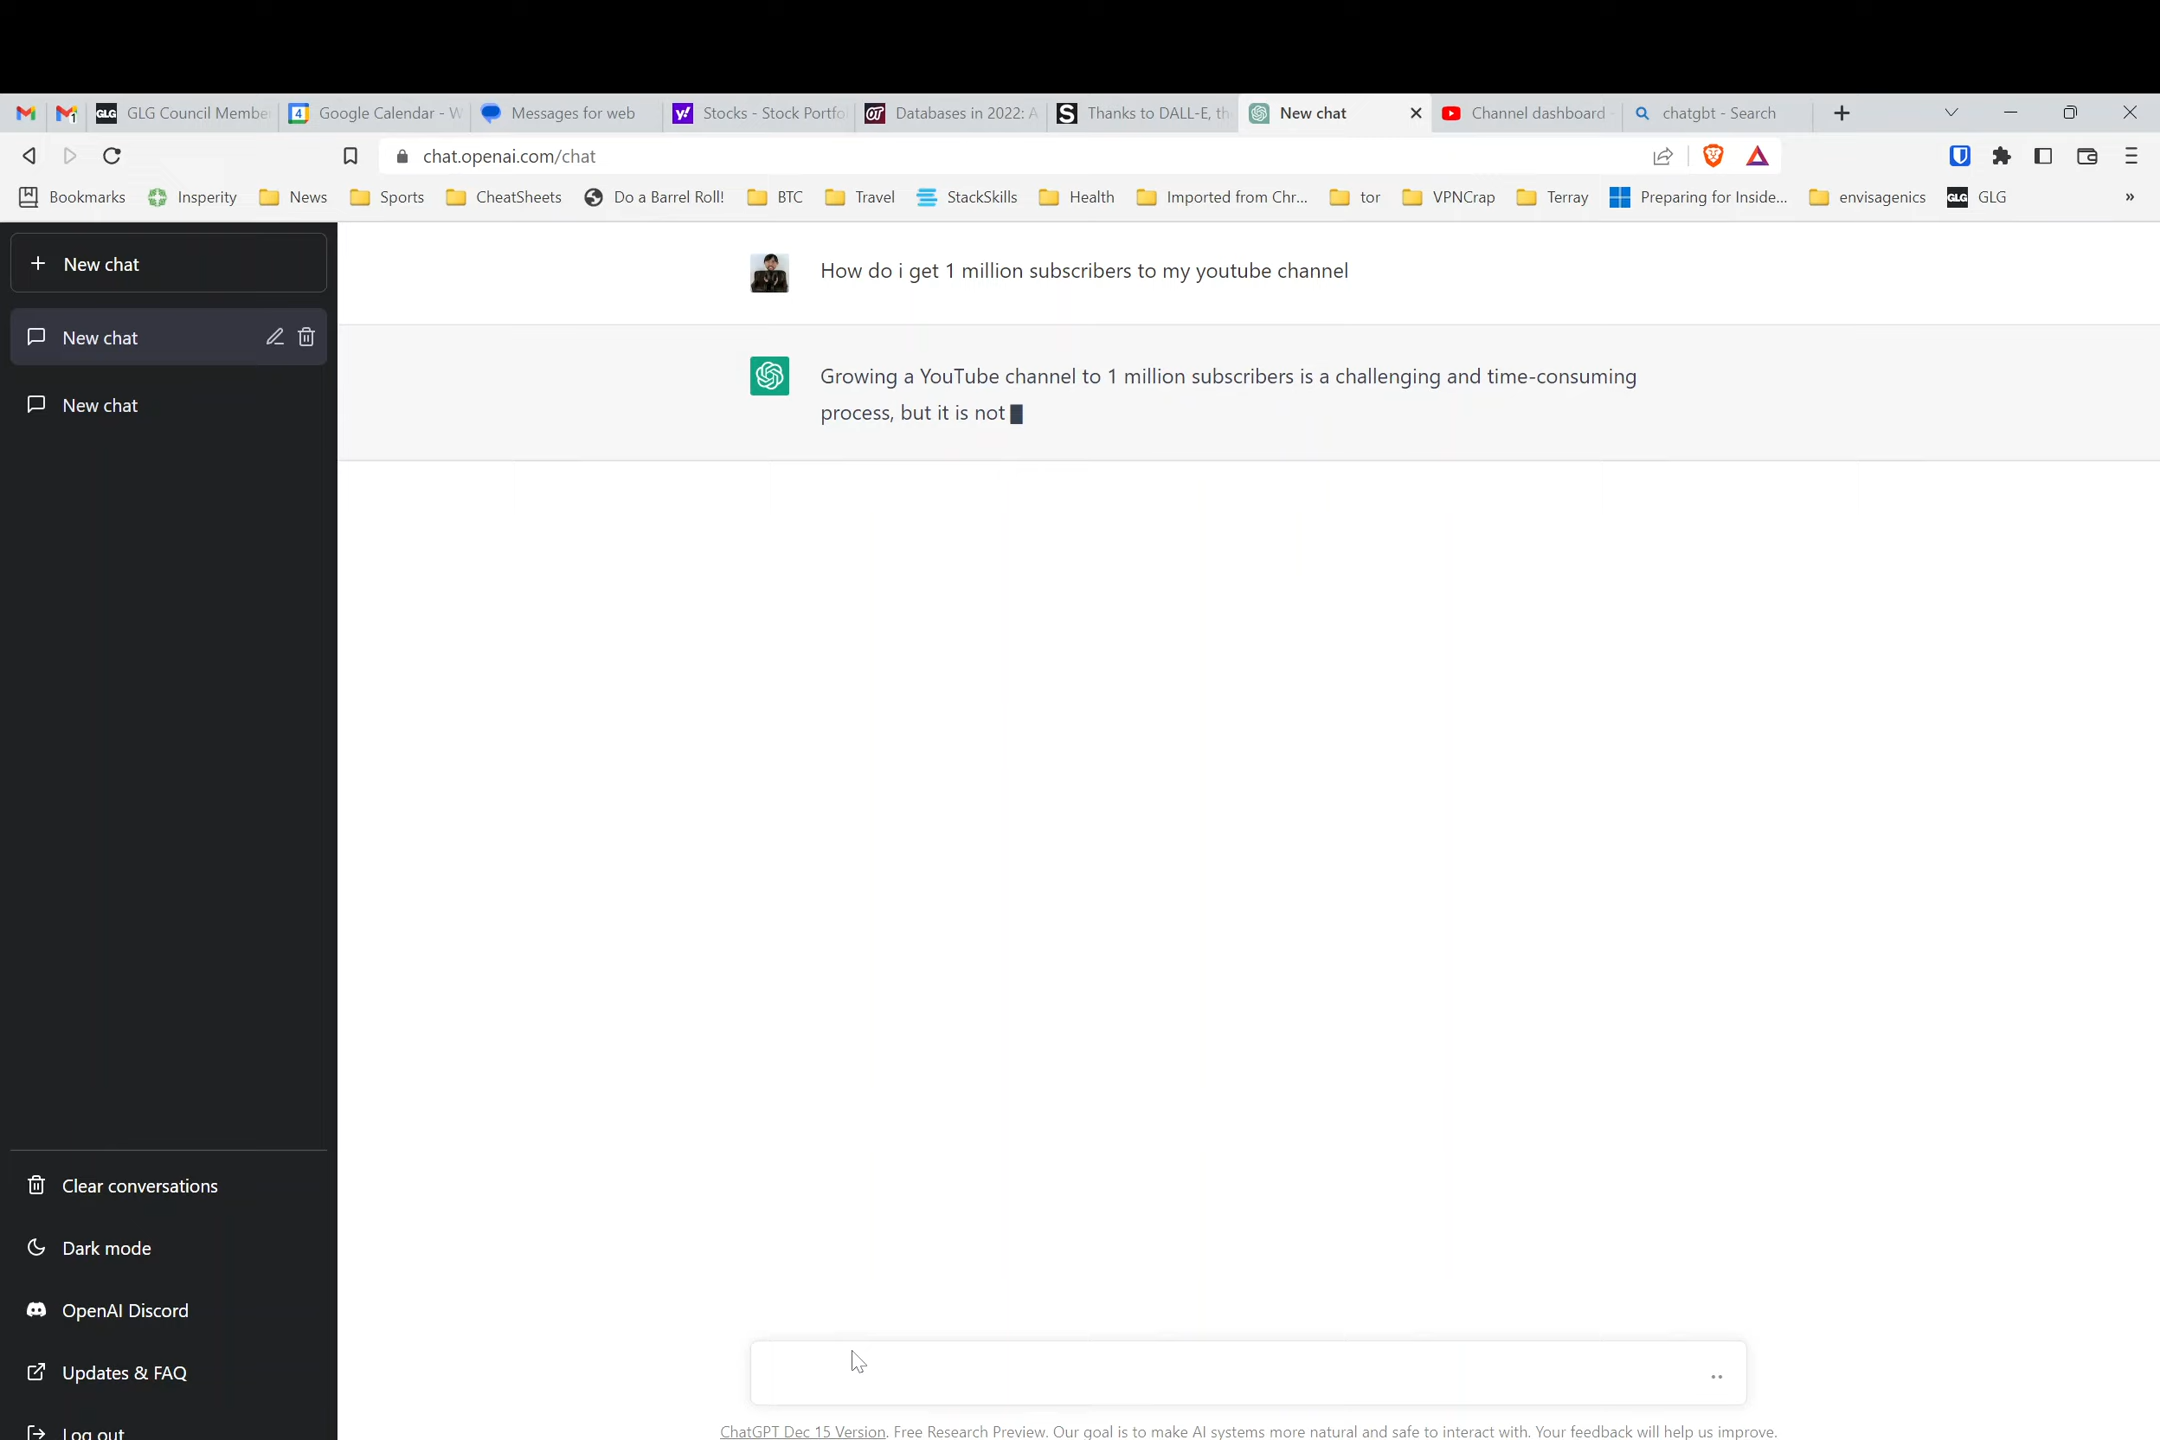 1 GLG Council Membe 4 Google Calendar - W Messages for web y! Stocks - Stock Portfo OT Databases in 2022: A S Thanks to DALL-E, th New chat Channel dashboard - chatgbt - Search
chat.openai.com/chat
Bookmarks Insperity News Sports CheatSheets Do a Barrel Roll! BTC Travel StackSkills Health Imported from Chr... tor VPNCrap Terray Preparing for Inside... envisagenics GLG GLG »
+ New chat
New chat
New chat
How do i get 1 million subscribers to my youtube channel
Growing a YouTube channel to 1 million subscribers is a challenging and time-consuming
process, but it is not
Clear conversations
Dark mode
OpenAI Discord
Updates & FAQ
Log out
ChatGPT Dec 15 Version. Free Research Preview. Our goal is to make AI systems more natural and safe to interact with. Your feedback will help us improve.